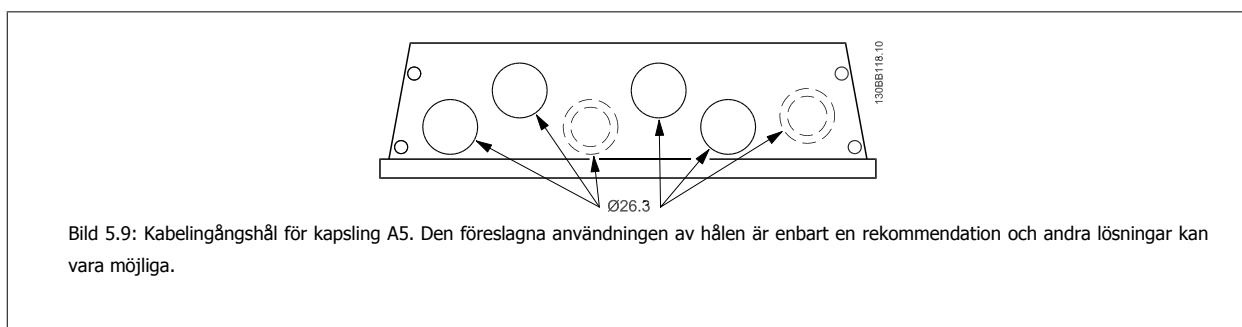 130BB118.10
Ø26.3
Bild 5.9: Kabelingångshål för kapsling A5. Den föreslagna användningen av hålen är enbart en rekommendation och andra lösningar kan
vara möjliga.